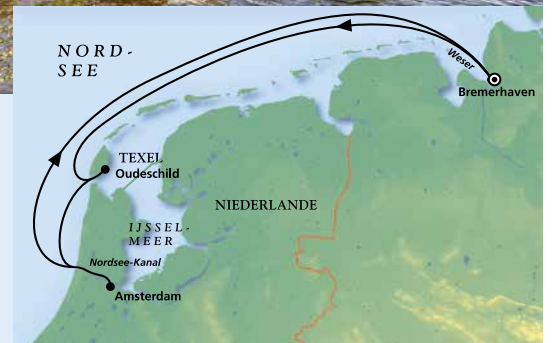 NORD-
SEE
Weser
Bremerhaven
TEXEL
Oudeschild
NIEDERLANDE
IJSSEL-
MEER
Nordsee-Kanal
Amsterdam